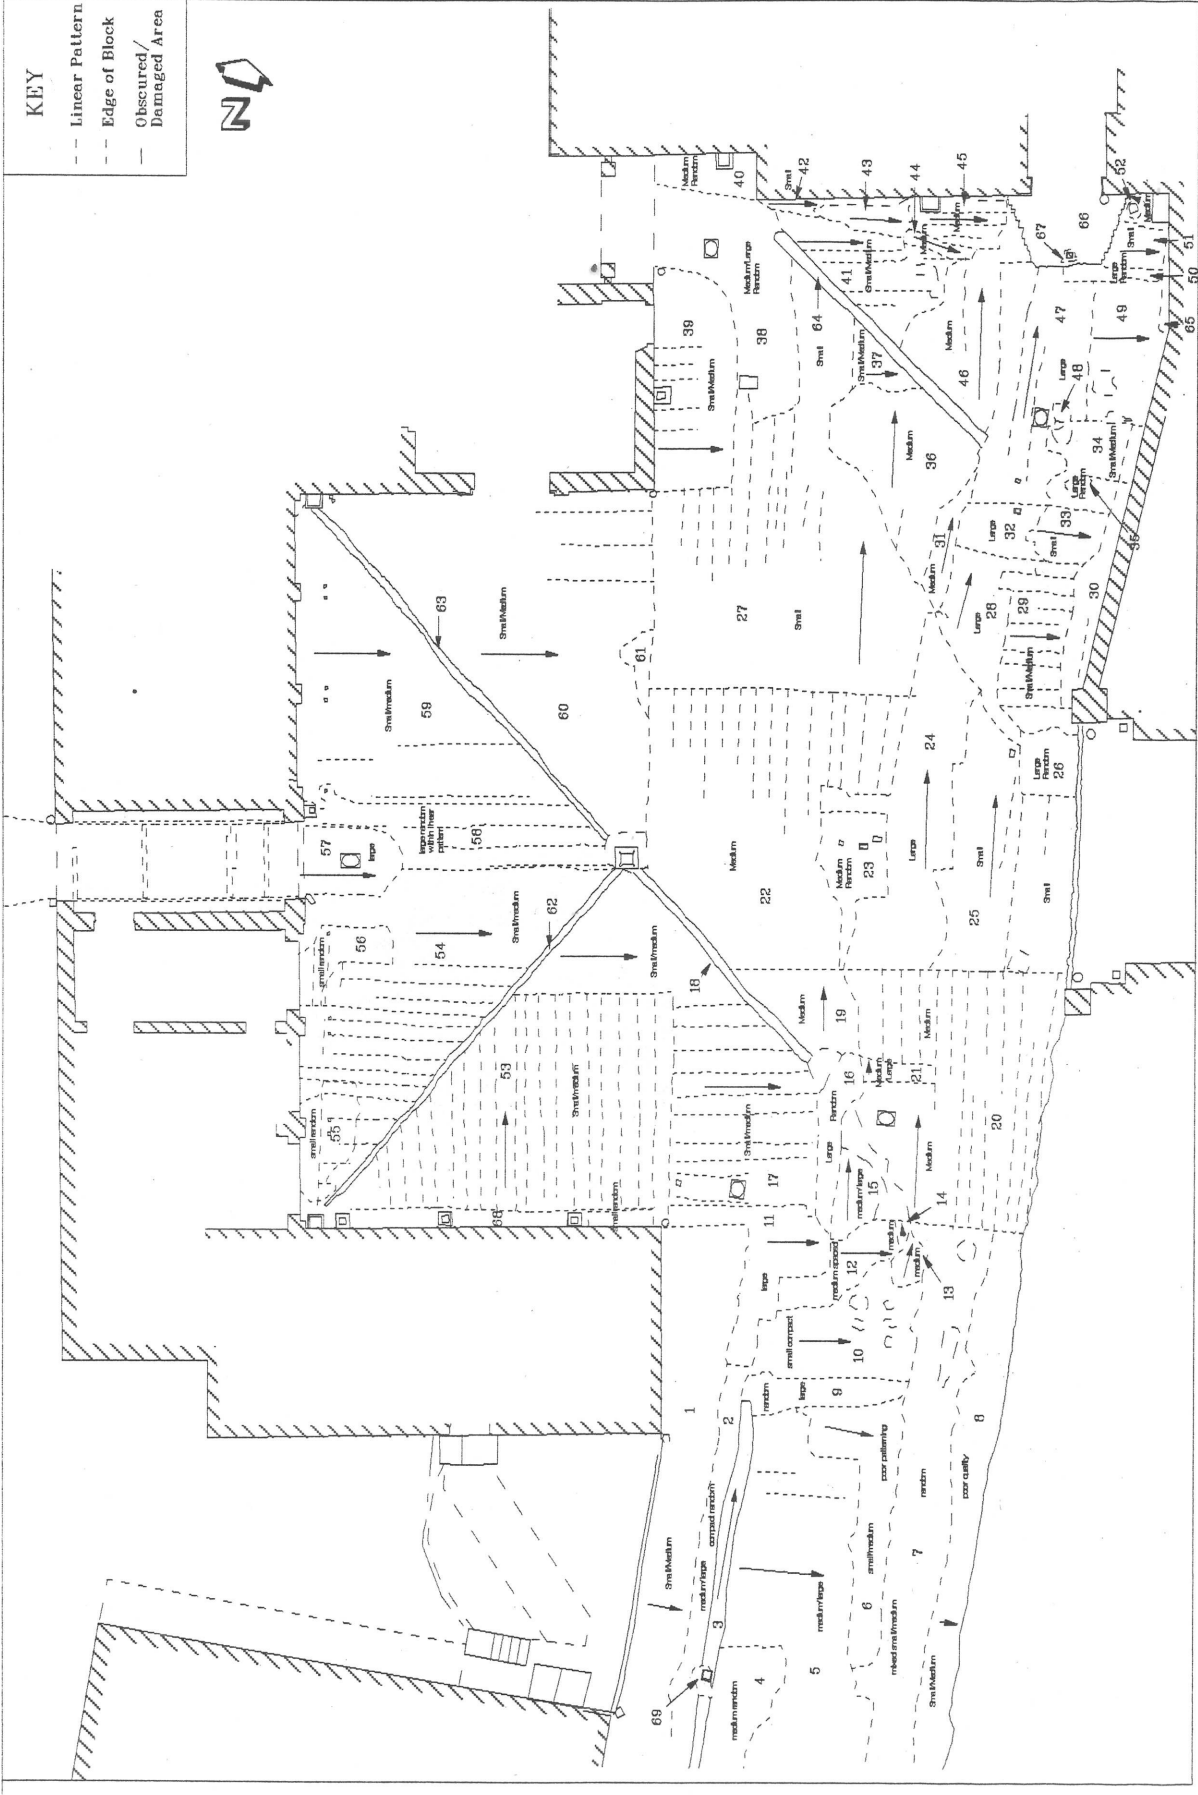 KEY
-- Linear Pattern
-- Edge of Block
— Obscured/
Damaged Area
N
57
large
large random
within linear
pattern
58
59
Small/medium
63
Small/Medium
60
61
small random
56
54
Small/medium
62
Small/medium
small random
55
53
Small/medium
68
small random
18
Medium
22
Medium
Random
23
Large
24
Small
25
Small
Large
Random
26
27
Small
Medium
Random
40
39
Small/Medium
Medium/Large
Random
38
Small
42
43
44
45
Medium
Medium
Small/Medium
41
64
Small
Small/Medium
37
Medium
46
Medium
36
31
Medium
Large
28
29
Small/Medium
30
Large
32
33
Small
Large
Random
35
34
Small/Medium
48
Large
47
49
65
50
51
Large
Random
Small
Medium
52
66
67
Medium
19
Medium
20
16
Medium
/Large
21
Random
Large
Small/medium
17
15
medium/large
Medium
14
13
medium
medium
12
medium spaced
11
large
small compact
10
9
large
random
1
2
compact random
medium/large
Small/Medium
3
medium/large
69
4
medium random
5
6
small/medium
mixed small/medium
poor patterning
7
random
8
poor quality
Small/Medium